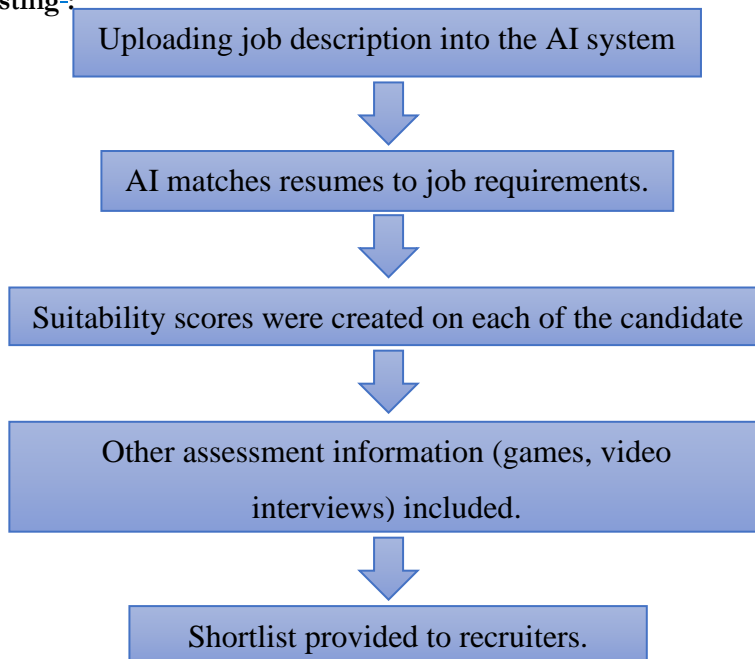 sting-:
Uploading job description into the AI system
AI matches resumes to job requirements.
Suitability scores were created on each of the candidate
Other assessment information (games, video
interviews) included.
Shortlist provided to recruiters.